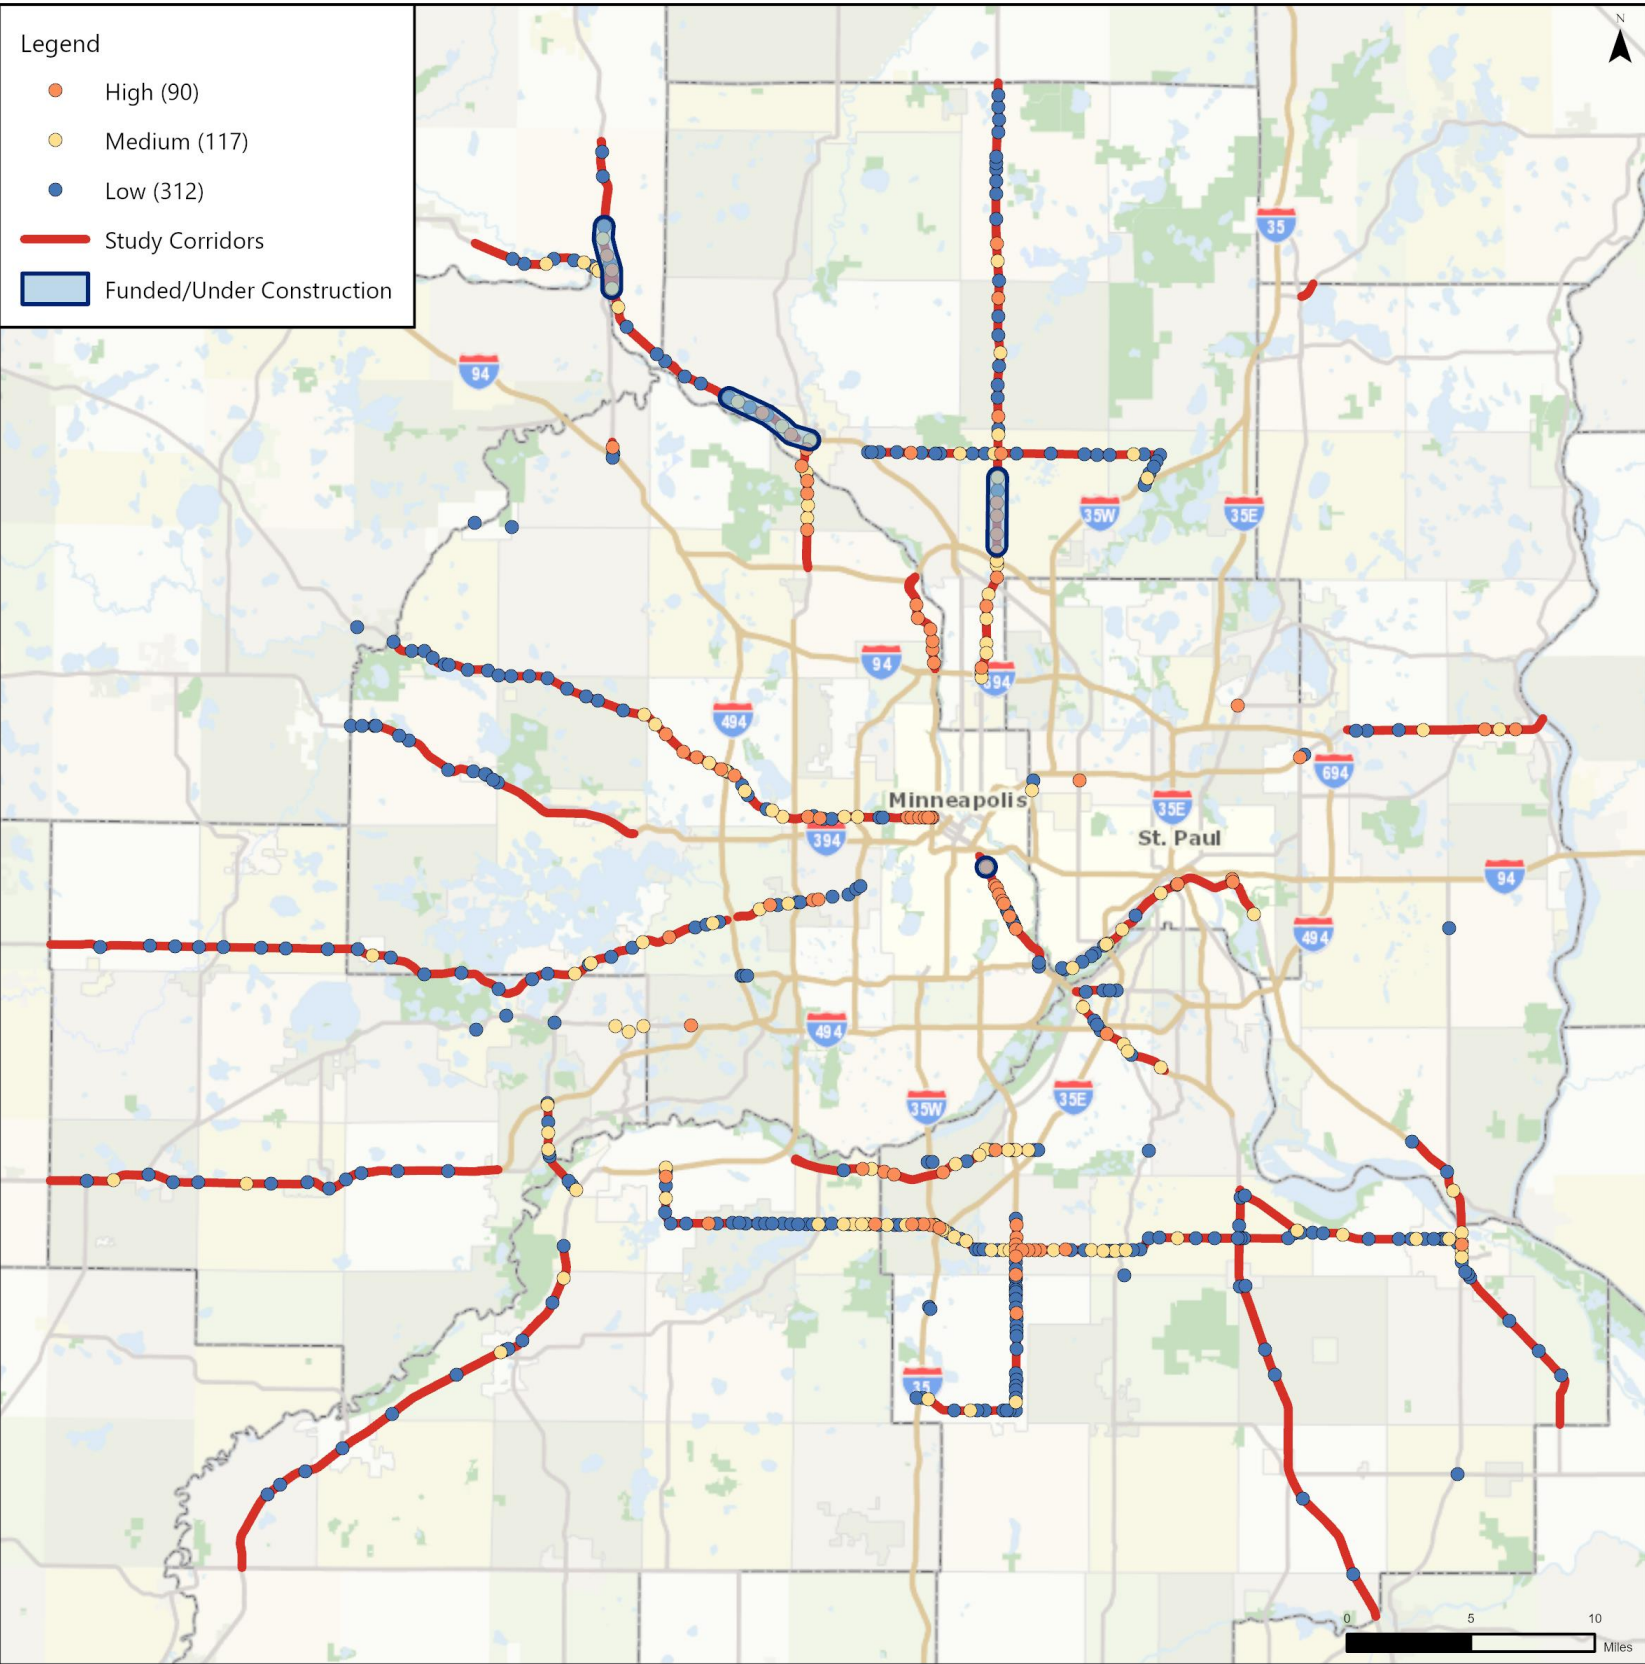 Legend
High (90)
Medium (117)
Low (312)
Study Corridors
Funded/Under Construction
N
35
94
35W
35E
94
394
494
694
Minneapolis
35E
St. Paul
394
94
494
494
35E
35W
35
0 5 10
Miles